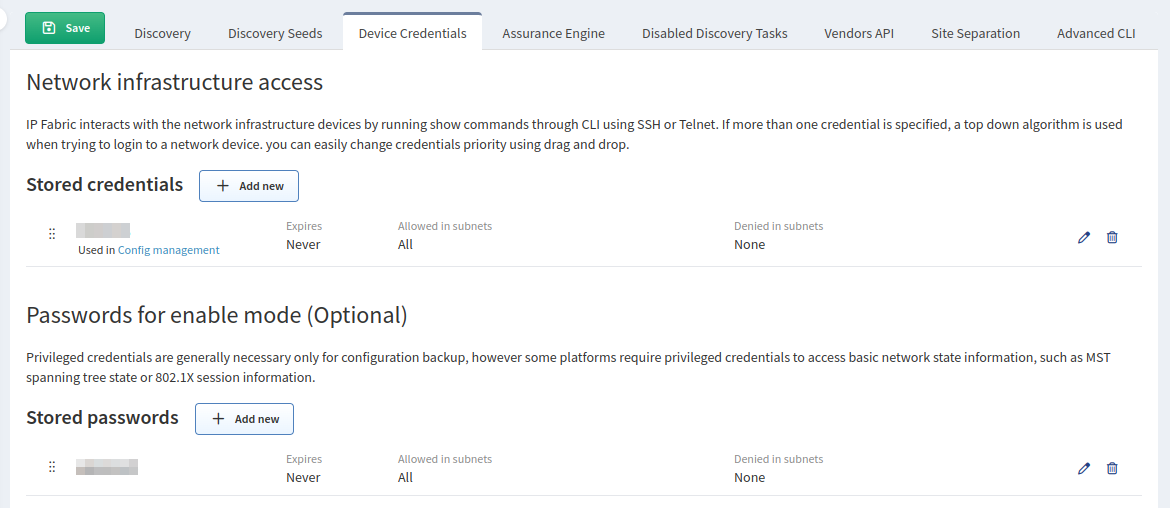 Save
Discovery
Discovery Seeds
Device Credentials
Assurance Engine
Disabled Discovery Tasks
Vendors API
Site Separation
Advanced CLI
Network infrastructure access
IP Fabric interacts with the network infrastructure devices by running show commands through CLI using SSH or Telnet. If more than one credential is specified, a top down algorithm is used
when trying to login to a network device. you can easily change credentials priority using drag and drop.
Stored credentials
Add new
Expires
Allowed in subnets
Denied in subnets
Never
All
None
Used in Config management
Passwords for enable mode (Optional)
Privileged credentials are generally necessary only for configuration backup, however some platforms require privileged credentials to access basic network state information, such as MST
spanning tree state or 802.1X session information.
Stored passwords
Add new
Expires
Allowed in subnets
Denied in subnets
Never
All
None